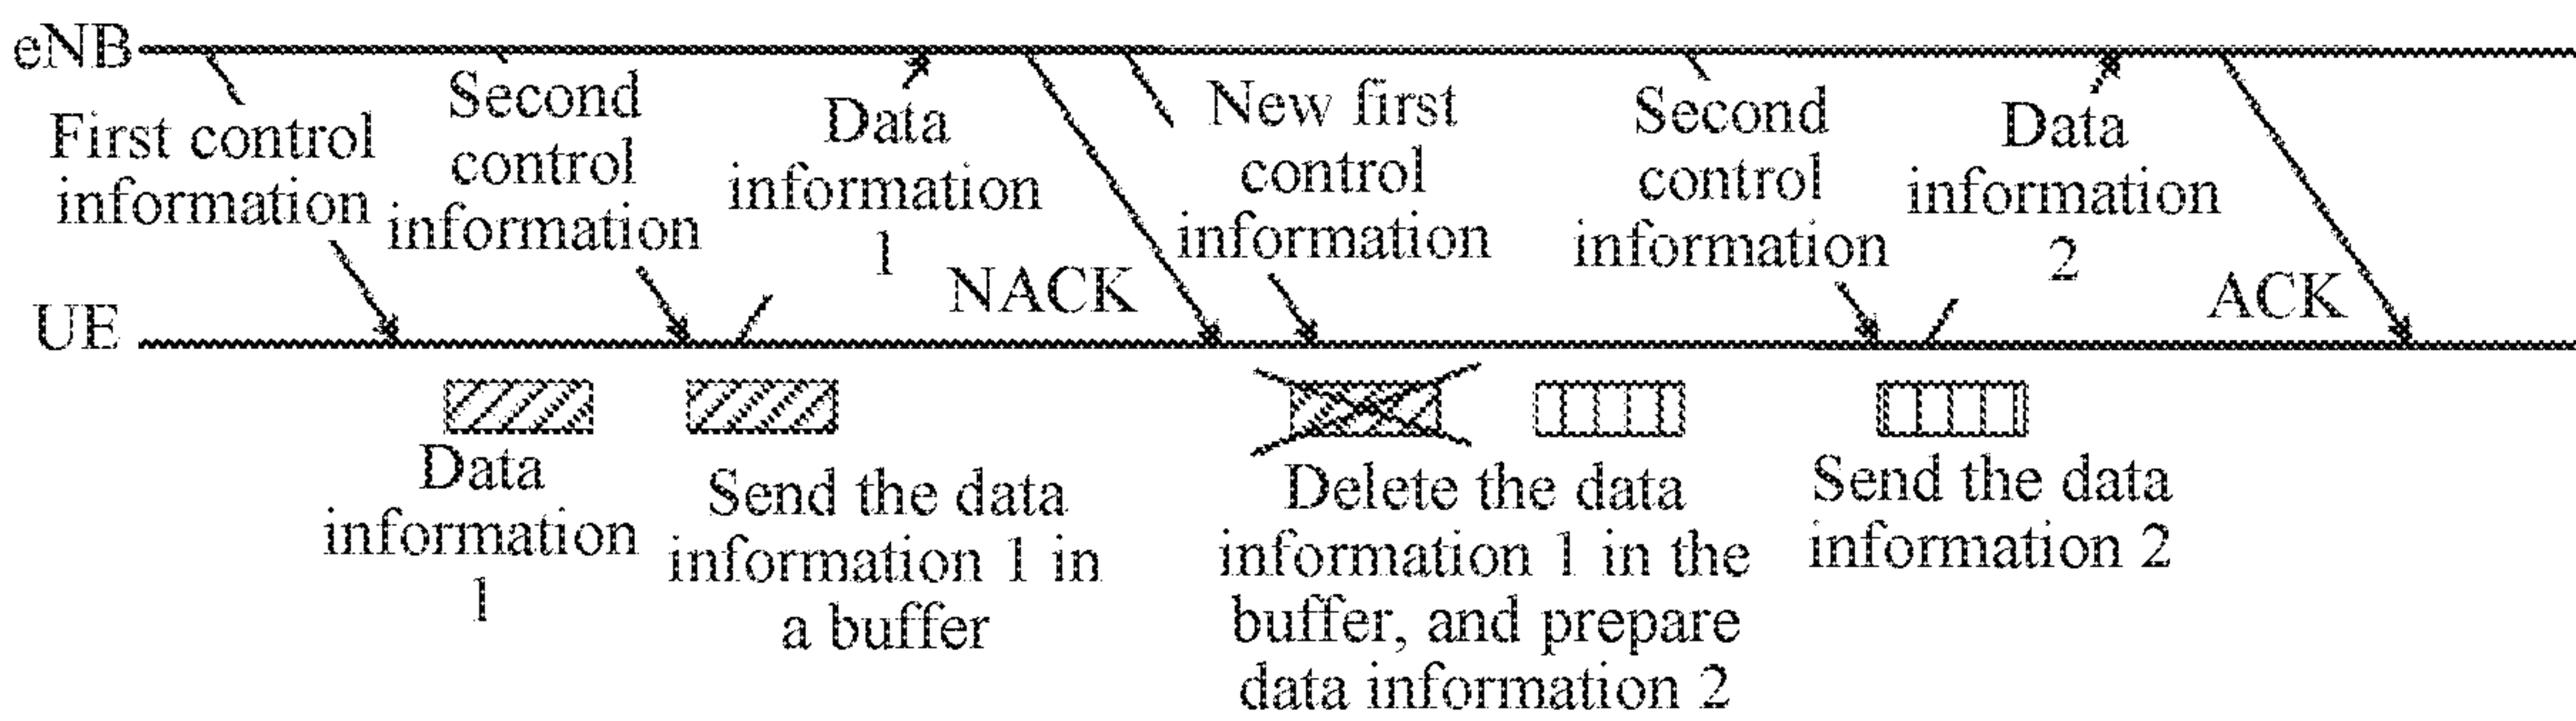 eNB
First control
information
Second
control
information
Data
information
1
NACK
New first
control
information
Second
control
information
Data
information
2
ACK
UE
Data
information
1
Send the data
information 1 in
a buffer
Delete the data
information 1 in the
buffer, and prepare
data information 2
Send the data
information 2